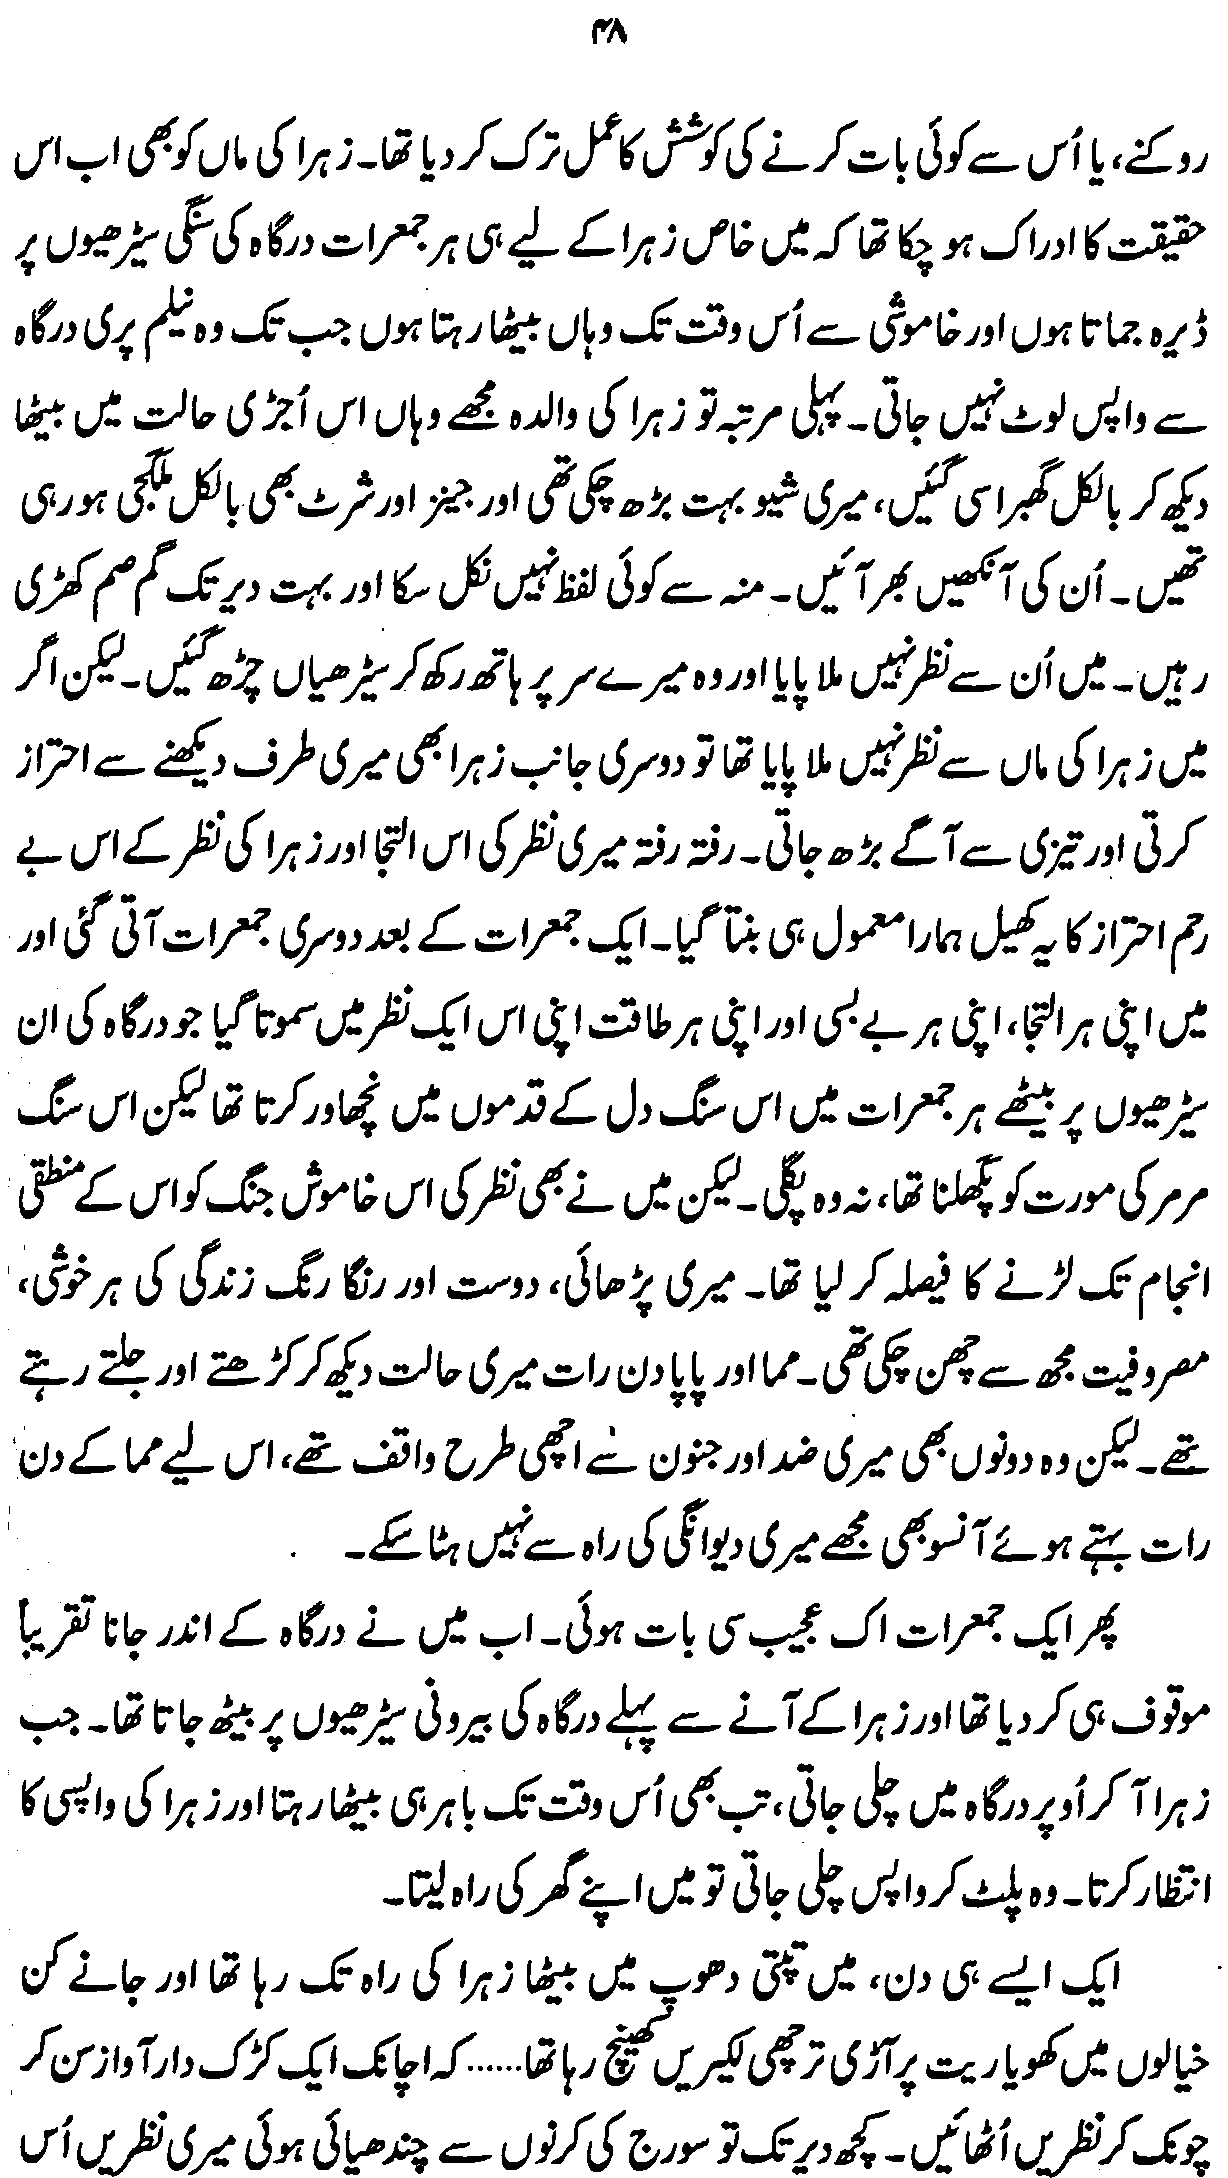 ۴۸
روکنے، یا اُس سے کوئی بات کرنے کی کوشش کا عمل ترک کر دیا تھا۔ زہرا کی ماں کو بھی اب اس
حقیقت کا ادراک ہو چکا تھا کہ میں خاص زہرا کے لیے ہی ہر جمعرات درگاہ کی سنگی سیڑھیوں پر
ڈیرہ جماتا ہوں اور خاموشی سے اُس وقت تک وہاں بیٹھا رہتا ہوں جب تک وہ نیلم پری درگاہ
سے واپس لوٹ نہیں جاتی۔ پہلی مرتبہ تو زہرا کی والدہ مجھے وہاں اس اُجڑی حالت میں بیٹھا
دیکھ کر بالکل گھبرا سی گئیں، میری شیو بہت بڑھ چکی تھی اور جینز اور شرٹ بھی بالکل ملگجی ہو رہی
تھیں۔ اُن کی آنکھیں بھر آئیں۔ منہ سے کوئی لفظ نہیں نکل سکا اور بہت دیر تک گم صم کھڑی
رہیں۔ میں اُن سے نظر نہیں ملا پایا اور وہ میرے سر پر ہاتھ رکھ کر سیڑھیاں چڑھ گئیں۔ لیکن اگر
میں زہرا کی ماں سے نظر نہیں ملا پایا تھا تو دوسری جانب زہرا بھی میری طرف دیکھنے سے احتراز
کرتی اور تیزی سے آگے بڑھ جاتی۔ رفتہ رفتہ میری نظر کی اس التجا اور زہرا کی نظر کے اس بے
رحم احتراز کا یہ کھیل ہمارا معمول ہی بنتا گیا۔ ایک جمعرات کے بعد دوسری جمعرات آتی گئی اور
میں اپنی ہر التجا، اپنی ہر بے بسی اور اپنی ہر طاقت اپنی اس ایک نظر میں سموتا گیا جو درگاہ کی ان
سیڑھیوں پر بیٹھے ہر جمعرات میں اس سنگ دل کے قدموں میں نچھاور کرتا تھا لیکن اس سنگ
مرمر کی مورت کو پگھلنا تھا، نہ وہ پگلی۔ لیکن میں نے بھی نظر کی اس خاموش جنگ کو اس کے منطقی
انجام تک لڑنے کا فیصلہ کر لیا تھا۔ میری پڑھائی، دوست اور رنگا رنگ زندگی کی ہر خوشی،
مصروفیت مجھ سے چھن چکی تھی۔ مما اور پاپا دن رات میری حالت دیکھ کر کڑھتے اور جلتے رہتے
تھے۔ لیکن وہ دونوں بھی میری ضد اور جنون سے اچھی طرح واقف تھے، اس لیے مما کے دن
رات بہتے ہوئے آنسو بھی مجھے میری دیوانگی کی راہ سے نہیں ہٹا سکے۔
پھر ایک جمعرات اک عجیب سی بات ہوئی۔ اب میں نے درگاہ کے اندر جانا تقریباً
موقوف ہی کر دیا تھا اور زہرا کے آنے سے پہلے درگاہ کی بیرونی سیڑھیوں پر بیٹھ جاتا تھا۔ جب
زہرا آ کر اُوپر درگاہ میں چلی جاتی، تب بھی اُس وقت تک باہر ہی بیٹھا رہتا اور زہرا کی واپسی کا
انتظار کرتا۔ وہ پلٹ کر واپس چلی جاتی تو میں اپنے گھر کی راہ لیتا۔
ایک ایسے ہی دن، میں تپتی دھوپ میں بیٹھا زہرا کی راہ تک رہا تھا اور جانے کن
خیالوں میں کھویا ریت پر آڑی ترچھی لکیریں کھینچ رہا تھا...... کہ اچانک ایک کڑک دار آواز سن کر
چونک کر نظریں اُٹھائیں۔ کچھ دیر تک تو سورج کی کرنوں سے چندھیائی ہوئی میری نظریں اُس